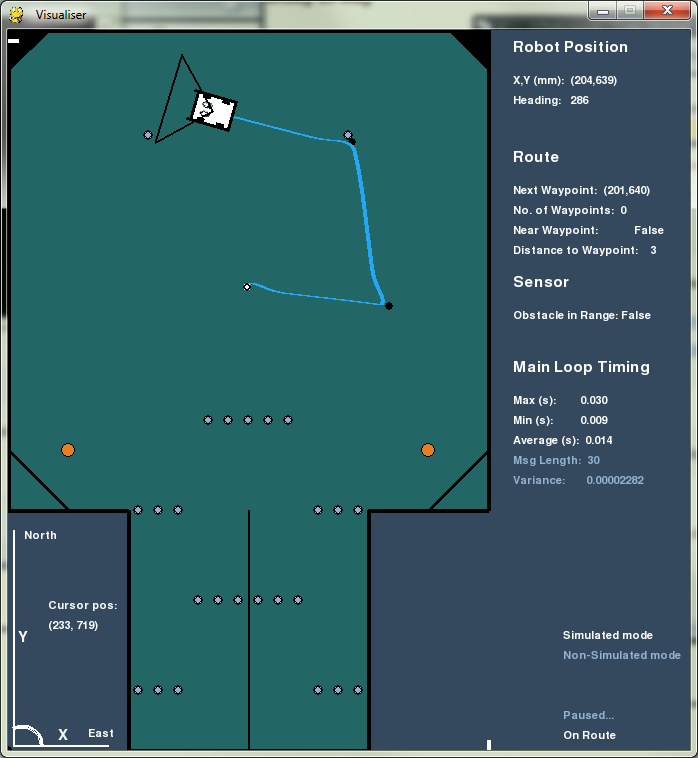 Visualiser
Robot Position
X,Y (mm): (204,639)
Heading: 286
Route
Next Waypoint: (201,640)
No. of Waypoints: 0
Near Waypoint: False
Distance to Waypoint: 3
Sensor
Obstacle in Range: False
Main Loop Timing
Max (s): 0.030
Min (s): 0.009
Average (s): 0.014
Msg Length: 30
Variance: 0.00002282
North
Cursor pos:
(233, 719)
Y
X East
Simulated mode
Non-Simulated mode
Paused...
On Route